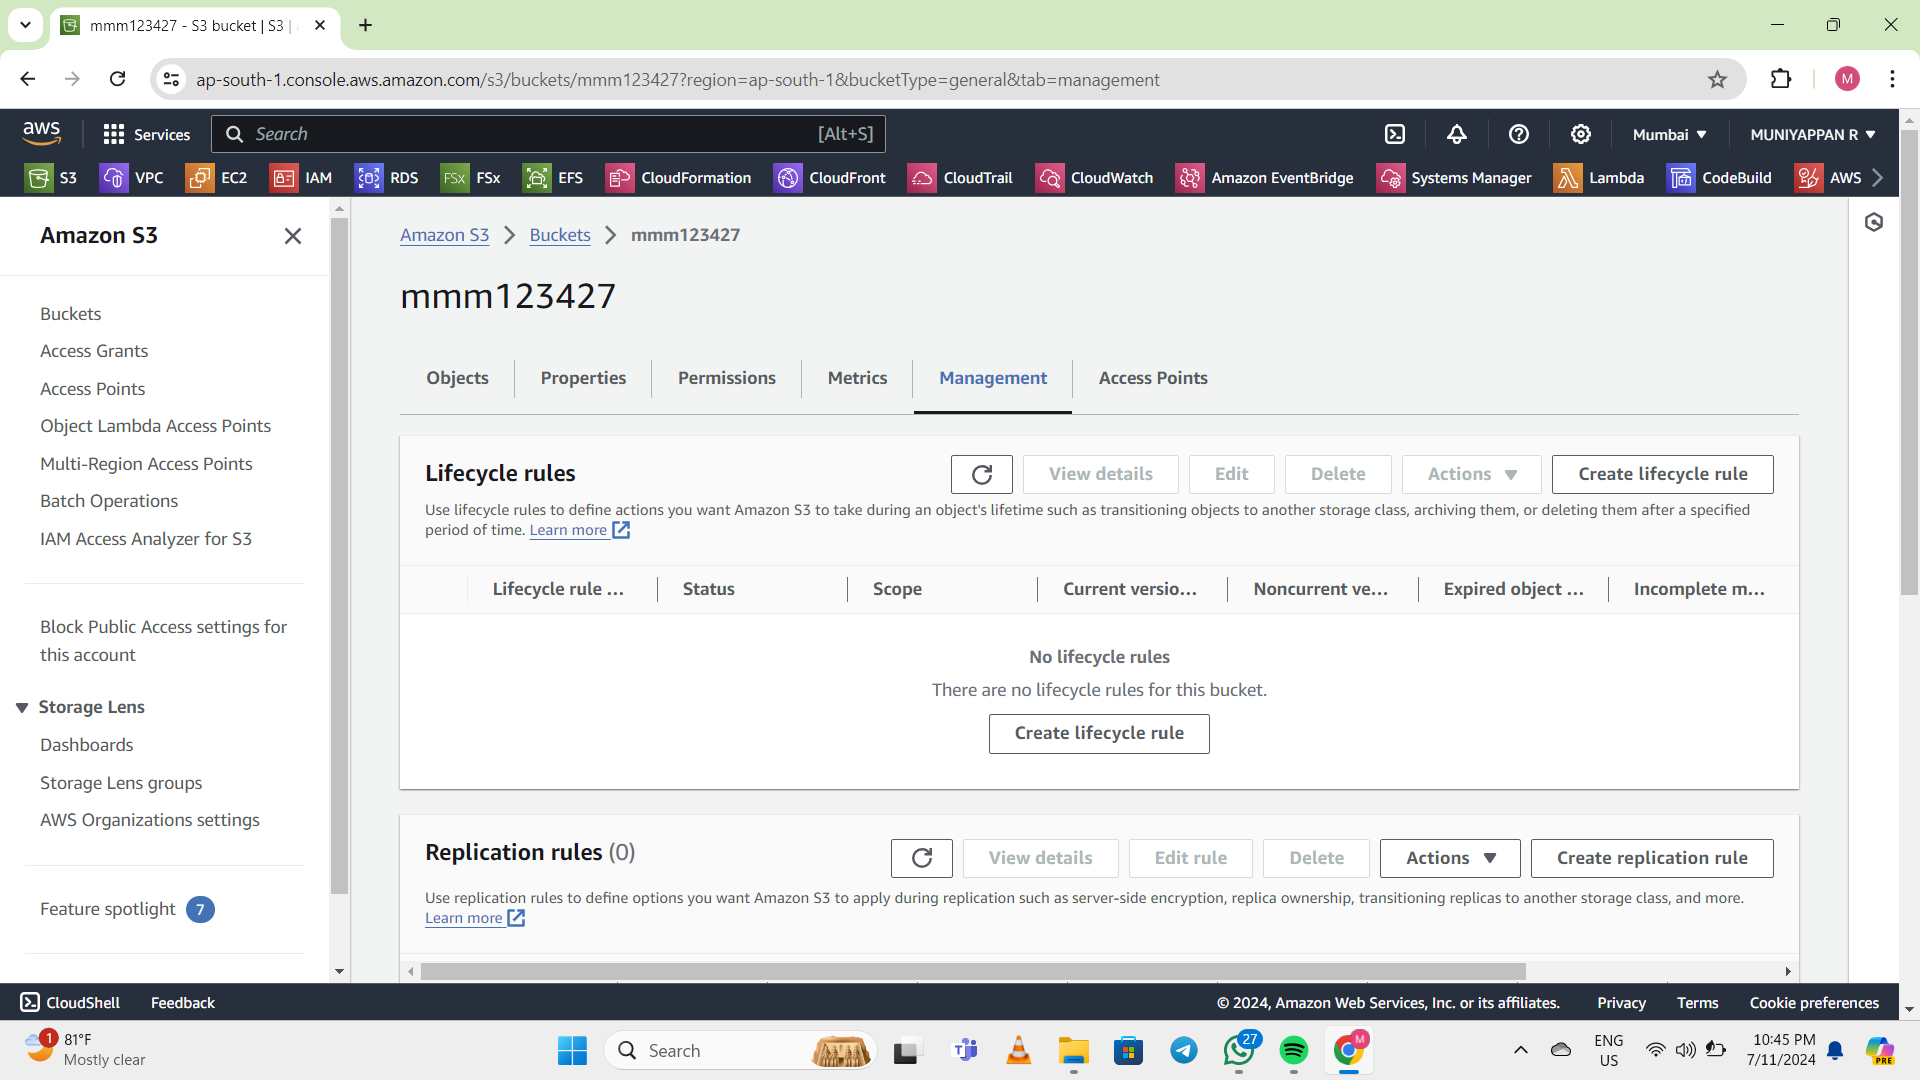 mmm123427 - S3 bucket | S3 |
ap-south-1.console.aws.amazon.com/s3/buckets/mmm123427?region=ap-south-1&bucketType=general&tab=management
M
aws
Services
Search
[Alt+S]
Mumbai
MUNIYAPPAN R
S3
VPC
EC2
IAM
RDS
FSx
FSx
EFS
CloudFormation
CloudFront
CloudTrail
CloudWatch
Amazon EventBridge
Systems Manager
Lambda
CodeBuild
AWS
Amazon S3
Buckets
Access Grants
Access Points
Object Lambda Access Points
Multi-Region Access Points
Batch Operations
IAM Access Analyzer for S3
Block Public Access settings for
this account
Storage Lens
Dashboards
Storage Lens groups
AWS Organizations settings
Feature spotlight 7
Amazon S3 > Buckets > mmm123427
mmm123427
Objects
Properties
Permissions
Metrics
Management
Access Points
Lifecycle rules
View details
Edit
Delete
Actions
Create lifecycle rule
Use lifecycle rules to define actions you want Amazon S3 to take during an object's lifetime such as transitioning objects to another storage class, archiving them, or deleting them after a specified
period of time. Learn more
Lifecycle rule ...
Status
Scope
Current versio...
Noncurrent ve...
Expired object ...
Incomplete m...
No lifecycle rules
There are no lifecycle rules for this bucket.
Create lifecycle rule
Replication rules (0)
View details
Edit rule
Delete
Actions
Create replication rule
Use replication rules to define options you want Amazon S3 to apply during replication such as server-side encryption, replica ownership, transitioning replicas to another storage class, and more.
Learn more
CloudShell
Feedback
© 2024, Amazon Web Services, Inc. or its affiliates.
Privacy
Terms
Cookie preferences
1
81°F
Mostly clear
Search
27
M
ENG
US
10:45 PM
7/11/2024
PRE